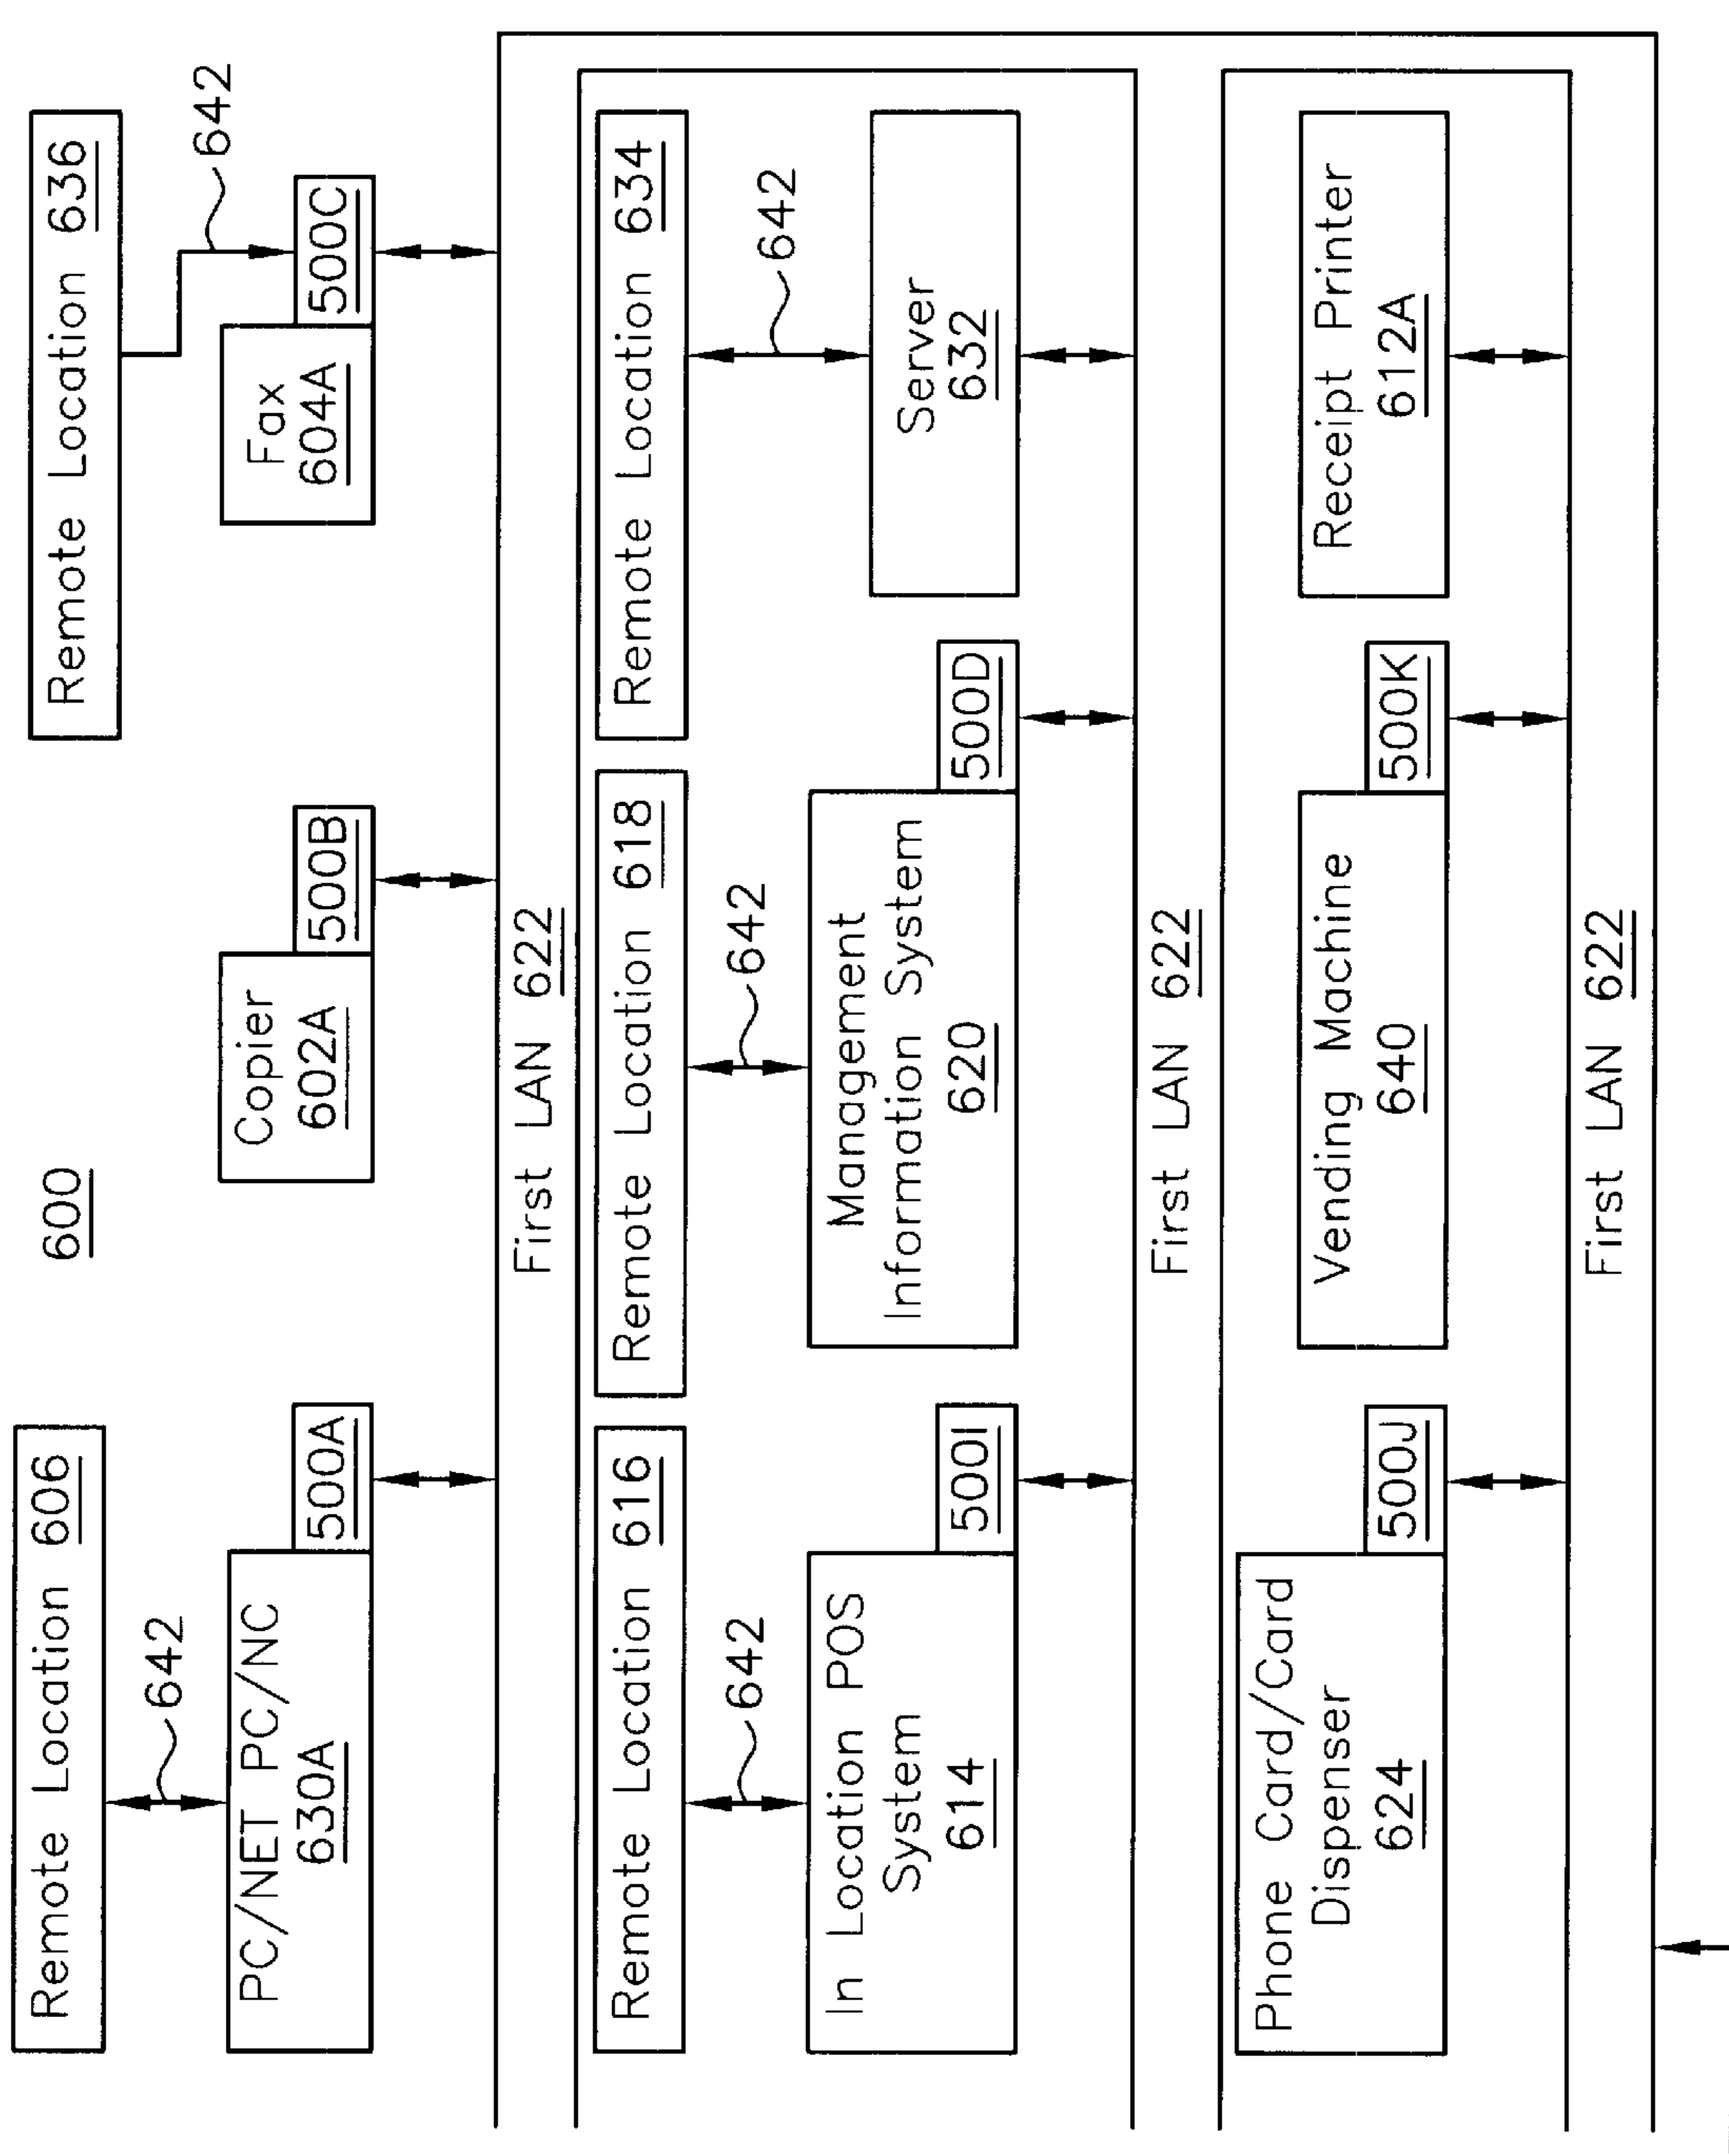 600
Remote Location 606
642
PC/NET PC/NC
630A
500A
Copier
602A
500B
Remote Location 636
642
Fax
604A
500C
First LAN 622
Remote Location 616
642
In Location POS
System
614
500I
Remote Location 618
642
Management
Information System
620
500D
Remote Location 634
642
Server
632
First LAN 622
Phone Card/Card
Dispenser
624
500J
Vending Machine
640
500K
Receipt Printer
612A
First LAN 622